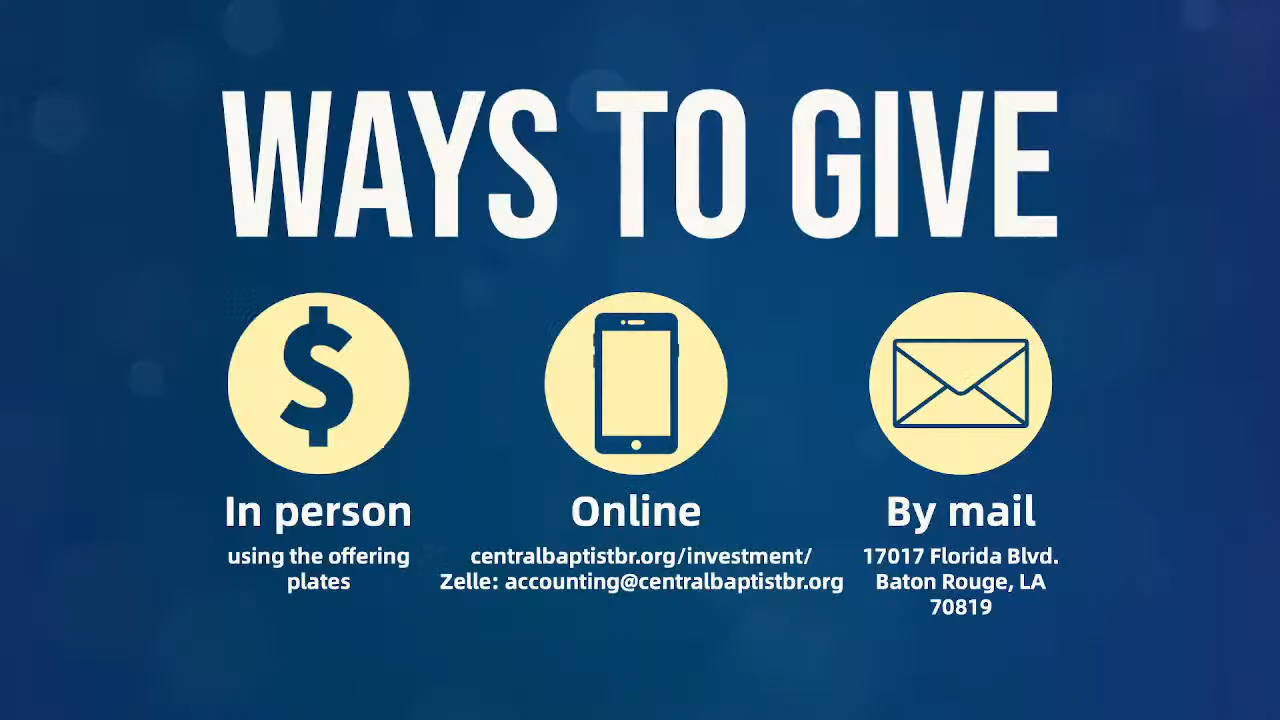 WAYS TO GIVE
In person
using the offering
plates
Online
centralbaptistbr.org/investment/
Zelle: accounting@centralbaptistbr.org
By mail
17017 Florida Blvd.
Baton Rouge, LA
70819